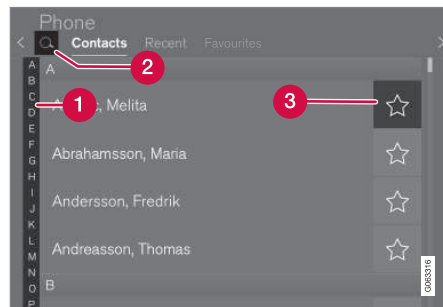 Phone
Contacts Recent Favourites
2
A
B
C
D
E
F
G
H
I
J
K
L
M
N
O
P
A
1
Melita
3
Abrahamsson, Maria
Andersson, Fredrik
Andreasson, Thomas
B
G063316